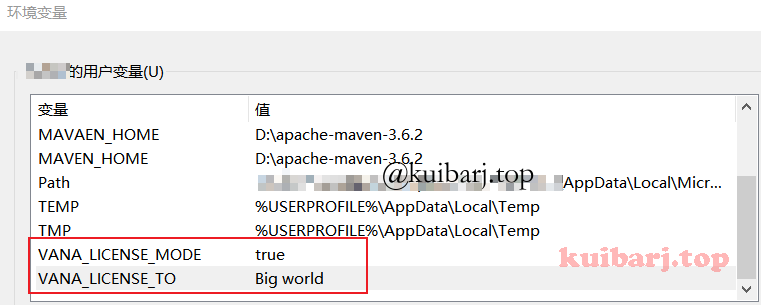 环境变量
的用户变量(U)
变量 值
MAVAEN_HOME D:\apache-maven-3.6.2
MAVEN_HOME D:\apache-maven-3.6.2
@kuibarj.top
Path AppData\Local\Micr...
TEMP %USERPROFILE%\AppData\Local\Temp
TMP %USERPROFILE%\AppData\Local\Temp
VANA_LICENSE_MODE true
kuibarj.top
VANA_LICENSE_TO Big world